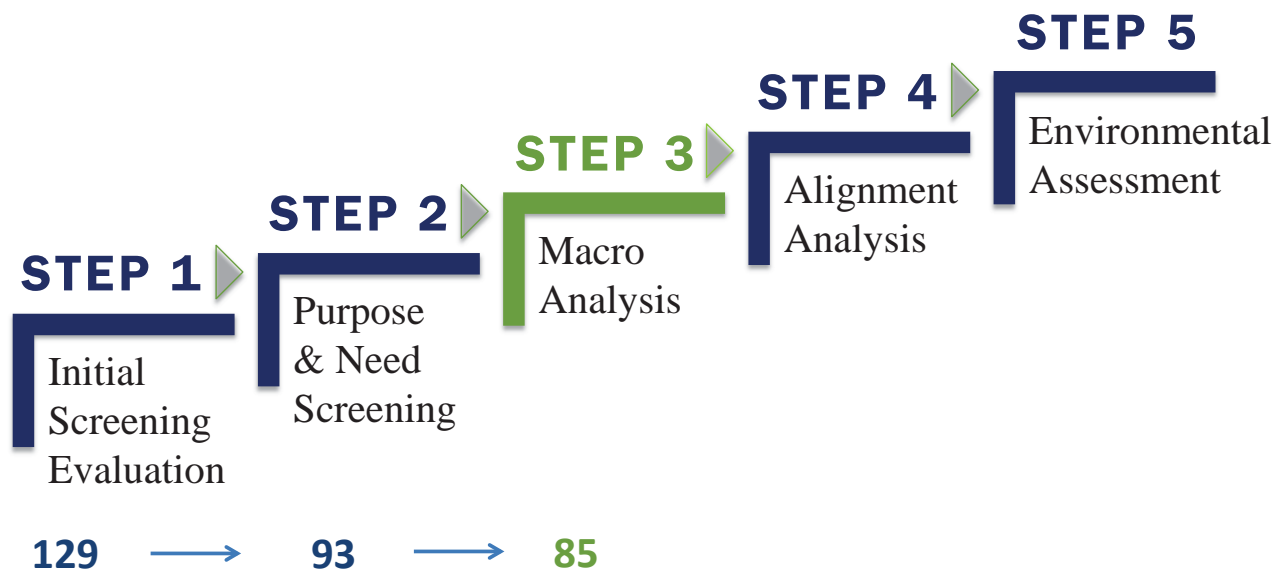 STEP 1
Initial
Screening
Evaluation
STEP 2
Purpose
& Need
Screening
STEP 3
Macro
Analysis
STEP 4
Alignment
Analysis
STEP 5
Environmental
Assessment
129
93
85